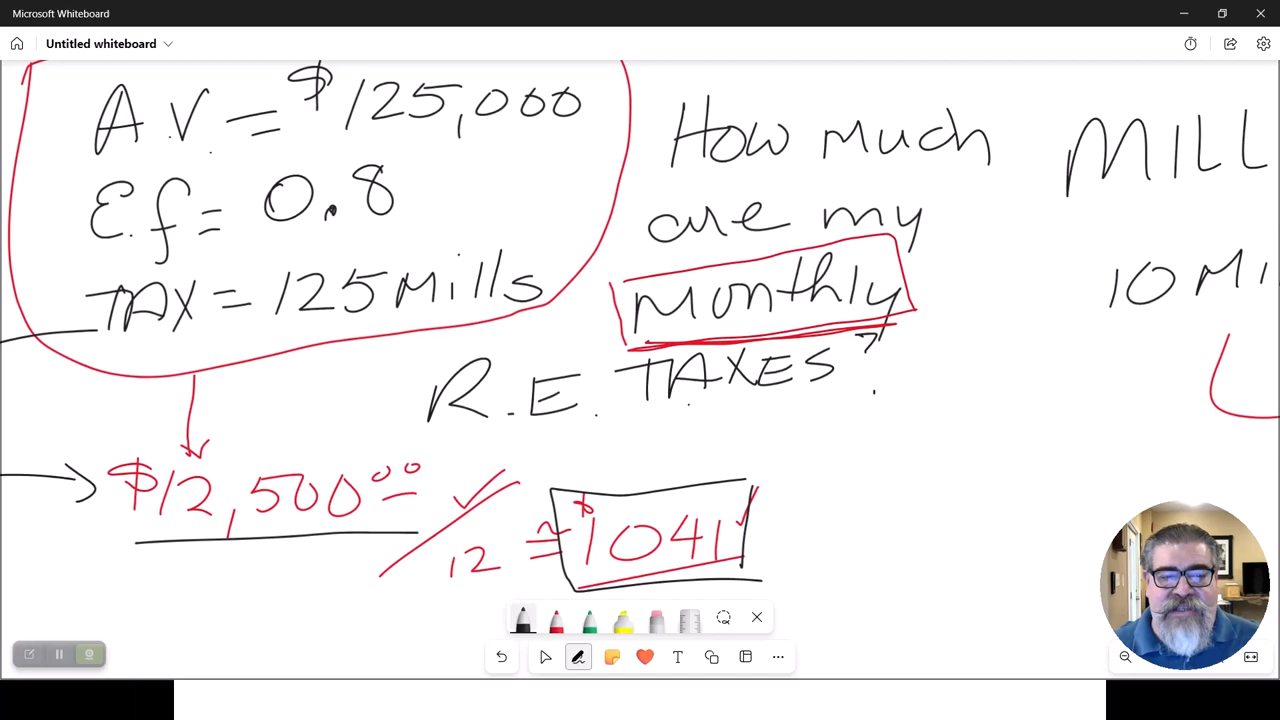 Microsoft Whiteboard
Untitled whiteboard
A.V. = $125,000
E.f = 0.8
TAX = 125 Mills
How much
are my
Monthly
R.E. TAXES?
MILL
10 MI
$12,500.00 / 12 ≅ $1041